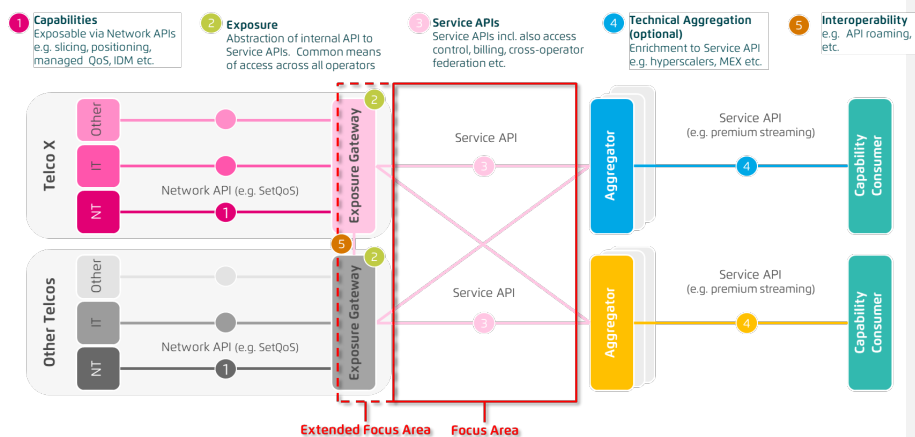 1
Capabilities
Exposable via Network APIs
e.g. slicing, positioning,
managed QoS, IDM etc.
2
Exposure
Abstraction of internal API to
Service APIs. Common means
of access across all operators
3
Service APIs
Service APIs incl. also access
control, billing, cross-operator
federation etc.
4
Technical Aggregation
(optional)
Enrichment to Service API
e.g. hyperscalers, MEX etc.
5
Interoperability
e.g. API roaming,
etc.
Telco X
Other
IT
NT
Network API (e.g. SetQoS)
1
Exposure Gateway
2
Service API
3
Aggregator
Service API
(e.g. premium streaming)
4
Capability
Consumer
5
Other Telcos
Other
IT
NT
Network API (e.g. SetQoS)
1
Exposure Gateway
2
Service API
3
Aggregator
Service API
(e.g. premium streaming)
4
Capability
Consumer
Extended Focus Area
Focus Area